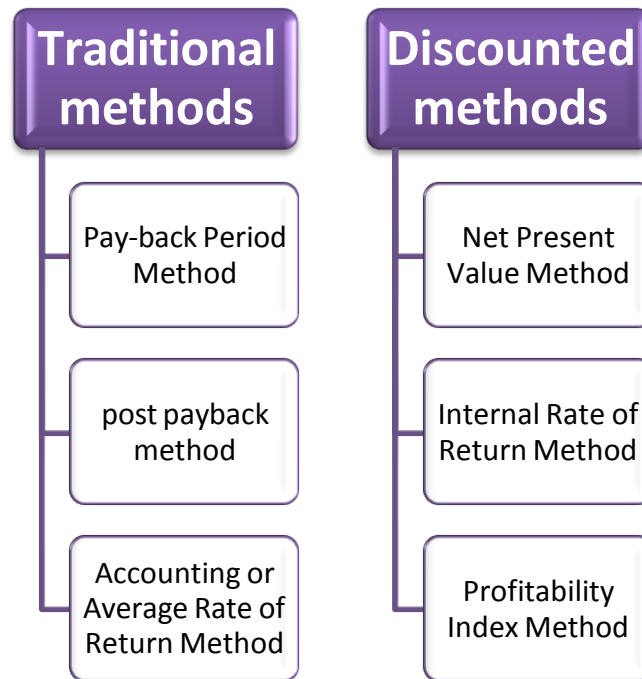 Traditional
methods
Pay-back Period
Method
post payback
method
Accounting or
Average Rate of
Return Method
Discounted
methods
Net Present
Value Method
Internal Rate of
Return Method
Profitability
Index Method